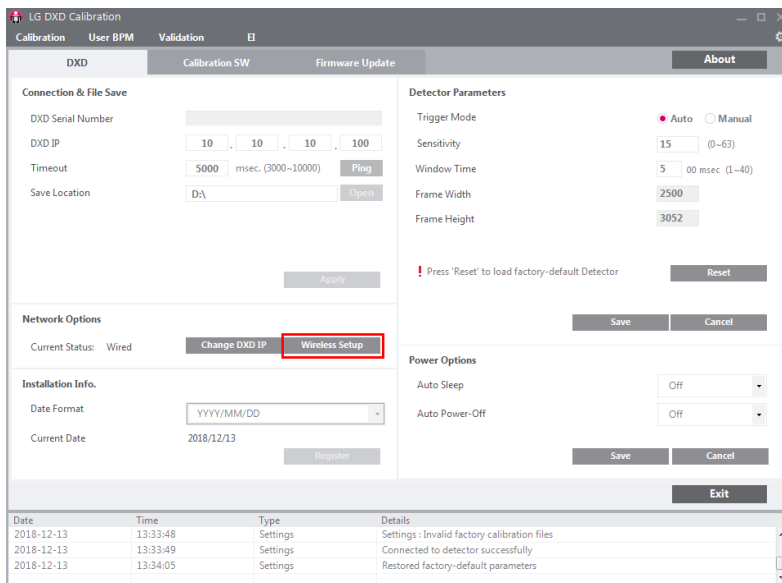 LG DXD Calibration
Calibration User BPM Validation EI
DXD Calibration SW Firmware Update About
Connection & File Save
DXD Serial Number
DXD IP 10 . 10 . 10 . 100
Timeout 5000 msec. (3000~10000) Ping
Save Location D:\ Open
Apply
Network Options
Current Status: Wired Change DXD IP Wireless Setup
Installation Info.
Date Format YYYY/MM/DD
Current Date 2018/12/13
Register
Detector Parameters
Trigger Mode Auto Manual
Sensitivity 15 (0~63)
Window Time 5 00 msec (1~40)
Frame Width 2500
Frame Height 3052
! Press 'Reset' to load factory-default Detector Reset
Save Cancel
Power Options
Auto Sleep Off
Auto Power-Off Off
Save Cancel
Exit
Date Time Type Details
2018-12-13 13:33:48 Settings Settings : Invalid factory calibration files
2018-12-13 13:33:49 Settings Connected to detector successfully
2018-12-13 13:34:05 Settings Restored factory-default parameters